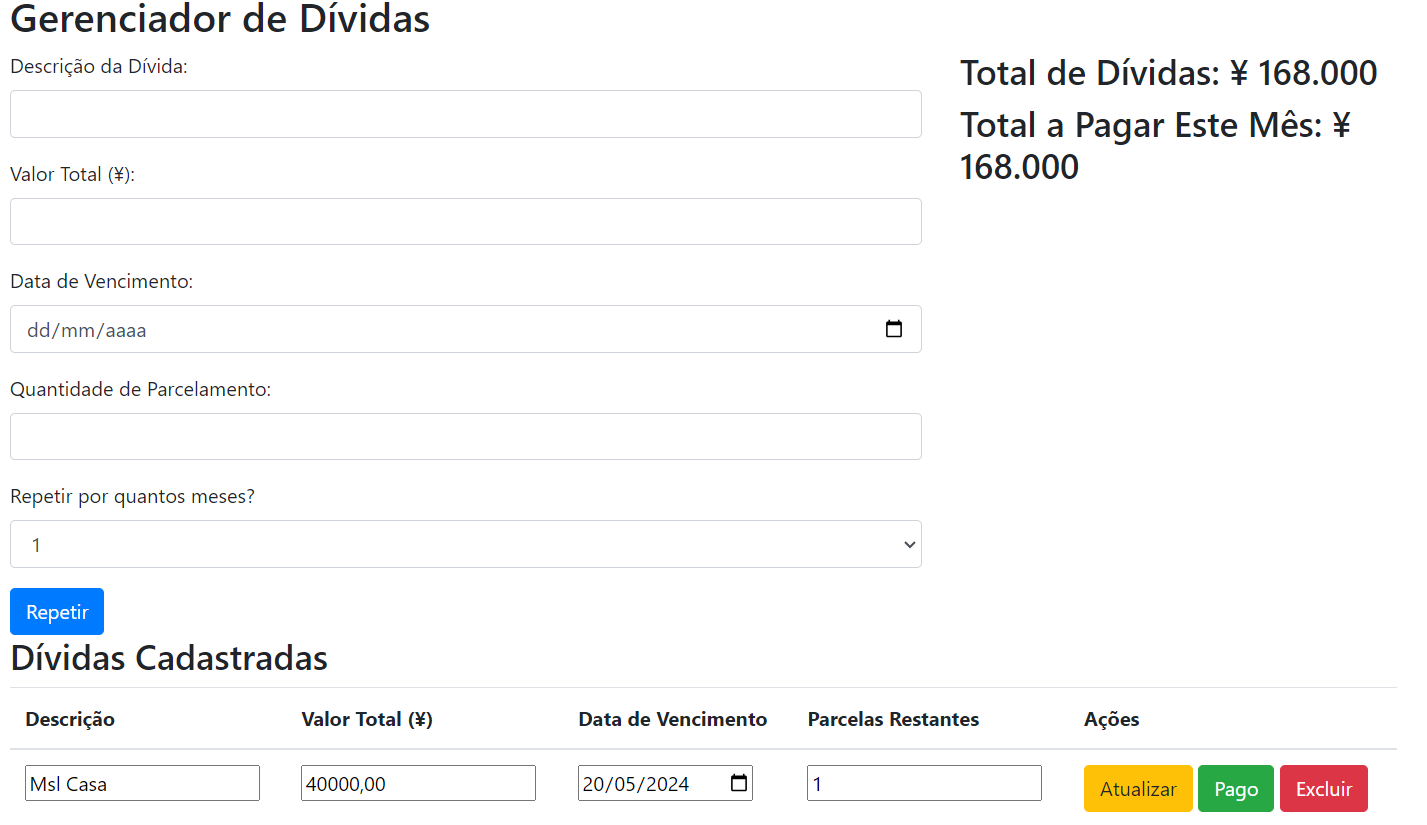 Gerenciador de Dívidas
Descrição da Dívida:
Valor Total (¥):
Data de Vencimento:
dd/mm/aaaa
Quantidade de Parcelamento:
Repetir por quantos meses?
1
Repetir
Total de Dívidas: ¥ 168.000
Total a Pagar Este Mês: ¥
168.000
Dívidas Cadastradas
Descrição Valor Total (¥) Data de Vencimento Parcelas Restantes Ações
Msl Casa 40000,00 20/05/2024 1 Atualizar Pago Excluir